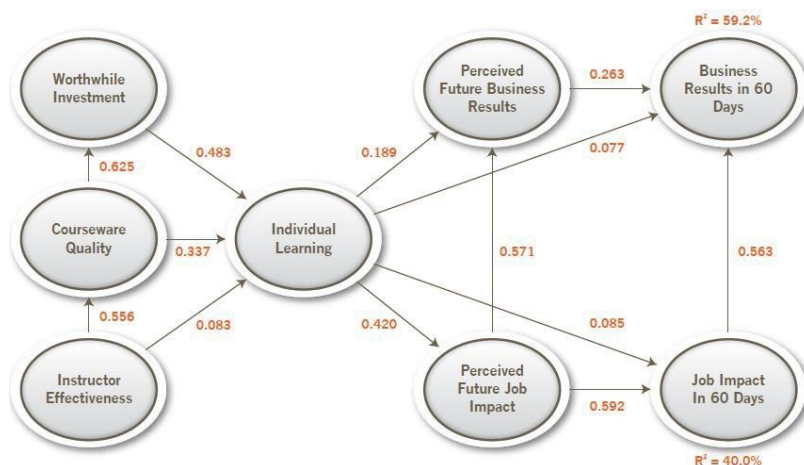 R² = 59.2%
Worthwhile
Investment
Perceived
Future Business
Results
0.263
Business
Results in 60
Days
0.625
0.483
0.189
0.077
Courseware
Quality
0.337
Individual
Learning
0.571
0.563
0.556
0.083
0.420
0.085
Instructor
Effectiveness
Perceived
Future Job
Impact
0.592
Job Impact
In 60 Days
R² = 40.0%